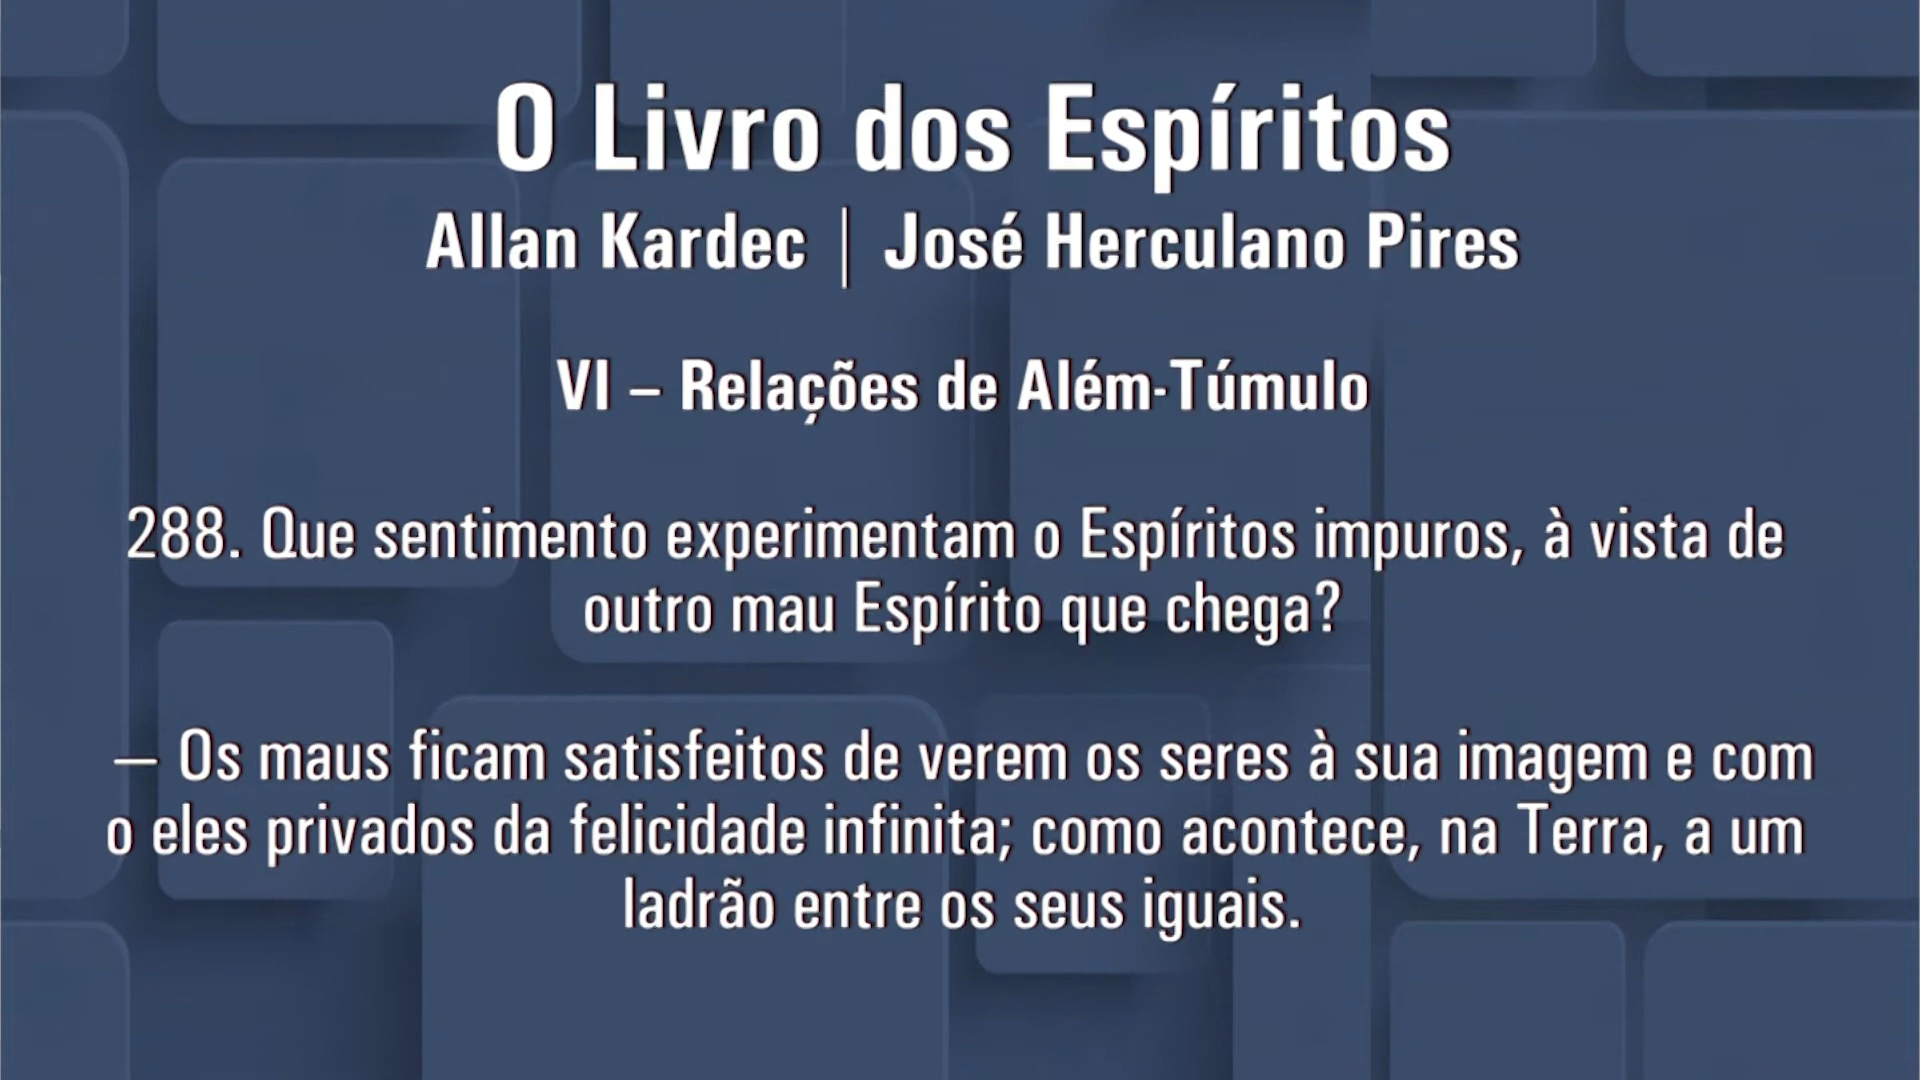 O Livro dos Espíritos
Allan Kardec | José Herculano Pires
VI – Relações de Além-Túmulo
288. Que sentimento experimentam o Espíritos impuros, à vista de
outro mau Espírito que chega?
– Os maus ficam satisfeitos de verem os seres à sua imagem e com
o eles privados da felicidade infinita; como acontece, na Terra, a um
ladrão entre os seus iguais.